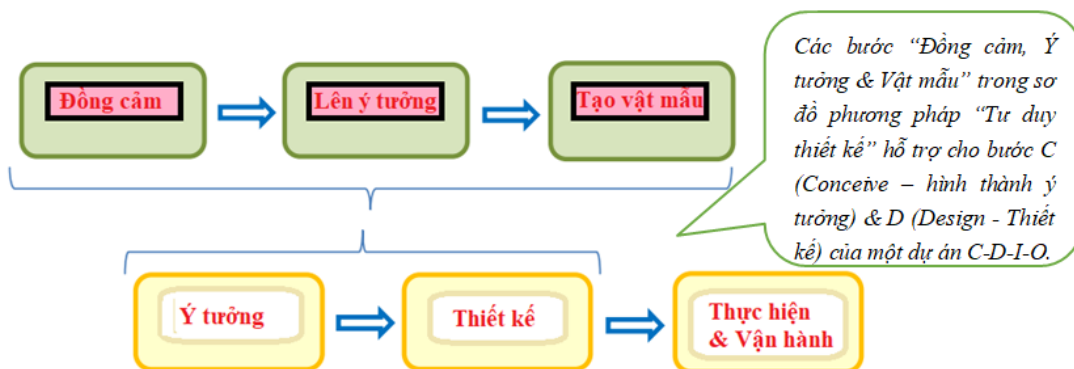 Đồng cảm
Lên ý tưởng
Tạo vật mẫu
Các bước “Đồng cảm, Ý
tưởng & Vật mẫu” trong sơ
đồ phương pháp “Tư duy
thiết kế” hỗ trợ cho bước C
(Conceive – hình thành ý
tưởng) & D (Design - Thiết
kế) của một dự án C-D-I-O.
Ý tưởng
Thiết kế
Thực hiện
& Vận hành